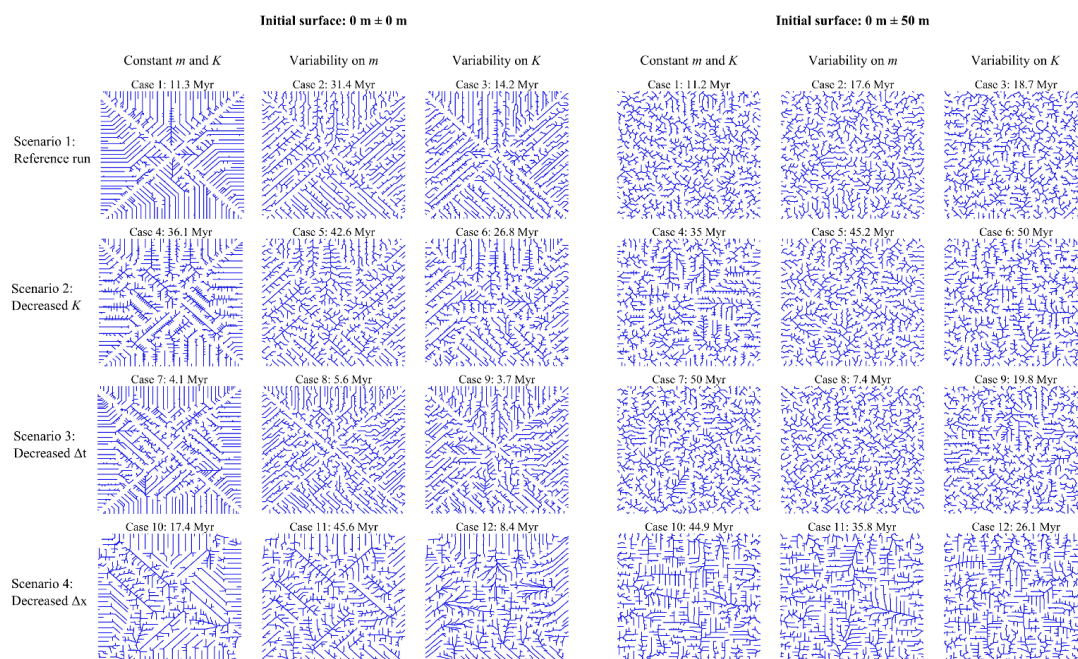 Initial surface: 0 m ± 0 m
Initial surface: 0 m ± 50 m
Constant m and K
Variability on m
Variability on K
Constant m and K
Variability on m
Variability on K
Case 1: 11.3 Myr
Case 2: 31.4 Myr
Case 3: 14.2 Myr
Case 1: 11.2 Myr
Case 2: 17.6 Myr
Case 3: 18.7 Myr
Scenario 1:
Reference run
Case 4: 36.1 Myr
Case 5: 42.6 Myr
Case 6: 26.8 Myr
Case 4: 35 Myr
Case 5: 45.2 Myr
Case 6: 50 Myr
Scenario 2:
Decreased K
Case 7: 4.1 Myr
Case 8: 5.6 Myr
Case 9: 3.7 Myr
Case 7: 50 Myr
Case 8: 7.4 Myr
Case 9: 19.8 Myr
Scenario 3:
Decreased Δt
Case 10: 17.4 Myr
Case 11: 45.6 Myr
Case 12: 8.4 Myr
Case 10: 44.9 Myr
Case 11: 35.8 Myr
Case 12: 26.1 Myr
Scenario 4:
Decreased Δx